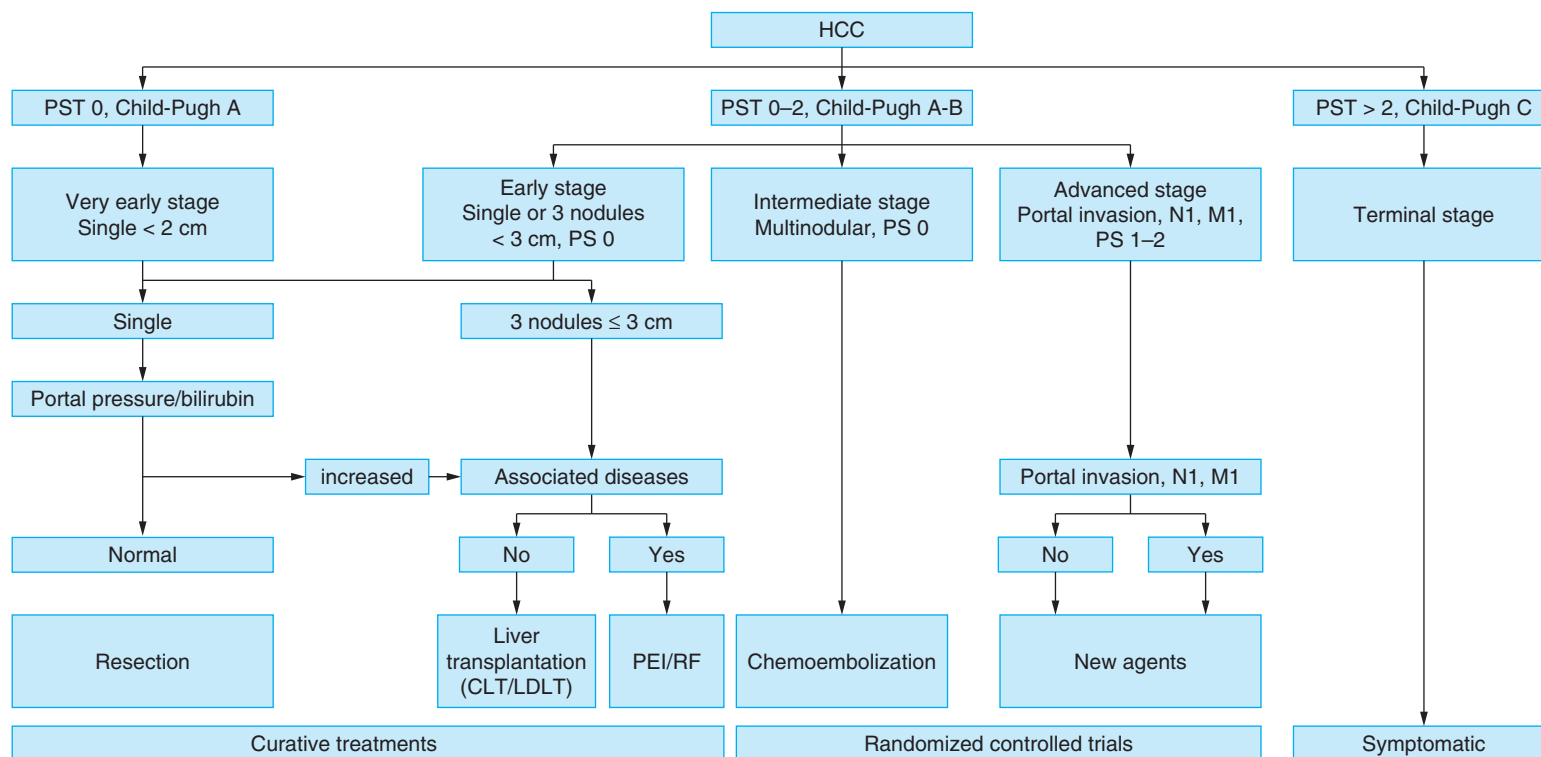 HCC
PST 0, Child-Pugh A
PST 0–2, Child-Pugh A-B
PST > 2, Child-Pugh C
Very early stage
Single < 2 cm
Early stage
Single or 3 nodules
< 3 cm, PS 0
Intermediate stage
Multinodular, PS 0
Advanced stage
Portal invasion, N1, M1,
PS 1–2
Terminal stage
Single
3 nodules ≤ 3 cm
Portal pressure/bilirubin
increased
Associated diseases
Portal invasion, N1, M1
Normal
No
Yes
No
Yes
Resection
Liver
transplantation
(CLT/LDLT)
PEI/RF
Chemoembolization
New agents
Curative treatments
Randomized controlled trials
Symptomatic